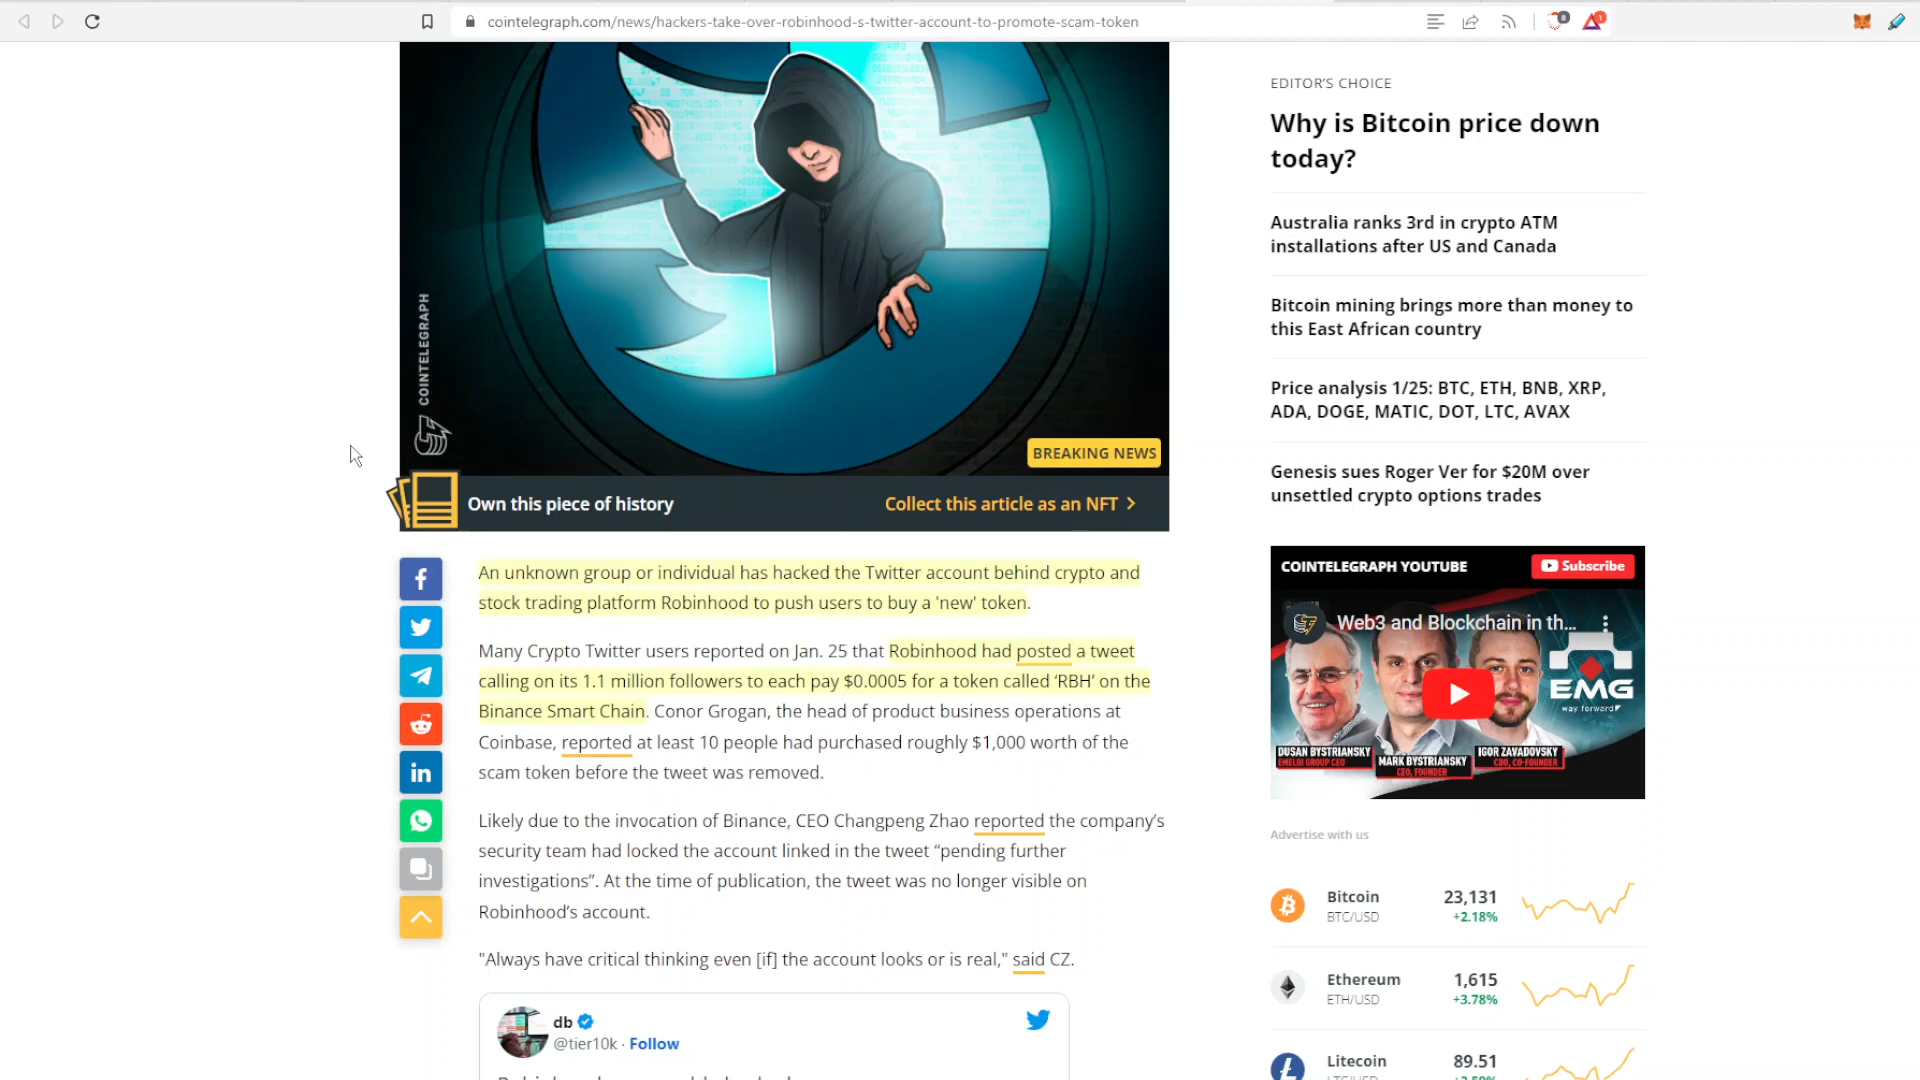 cointelegraph.com/news/hackers-take-over-robinhood-s-twitter-account-to-promote-scam-token
8
1
COINTELEGRAPH
BREAKING NEWS
Own this piece of history
Collect this article as an NFT >
An unknown group or individual has hacked the Twitter account behind crypto and
stock trading platform Robinhood to push users to buy a 'new' token.
Many Crypto Twitter users reported on Jan. 25 that Robinhood had posted a tweet
calling on its 1.1 million followers to each pay $0.0005 for a token called ‘RBH’ on the
Binance Smart Chain. Conor Grogan, the head of product business operations at
Coinbase, reported at least 10 people had purchased roughly $1,000 worth of the
scam token before the tweet was removed.
Likely due to the invocation of Binance, CEO Changpeng Zhao reported the company’s
security team had locked the account linked in the tweet “pending further
investigations”. At the time of publication, the tweet was no longer visible on
Robinhood’s account.
"Always have critical thinking even [if] the account looks or is real," said CZ.
db
@tier10k · Follow
EDITOR’S CHOICE
Why is Bitcoin price down
today?
Australia ranks 3rd in crypto ATM
installations after US and Canada
Bitcoin mining brings more than money to
this East African country
Price analysis 1/25: BTC, ETH, BNB, XRP,
ADA, DOGE, MATIC, DOT, LTC, AVAX
Genesis sues Roger Ver for $20M over
unsettled crypto options trades
COINTELEGRAPH YOUTUBE
Subscribe
Web3 and Blockchain in th...
EMG
way forward
DUSAN BYSTRIANSKY
EMELDI GROUP CEO
MARK BYSTRIANSKY
CEO, FOUNDER
IGOR ZAVADOVSKY
CBO, CO-FOUNDER
Advertise with us
Bitcoin 23,131
BTC/USD +2.18%
Ethereum 1,615
ETH/USD +3.78%
Litecoin 89.51